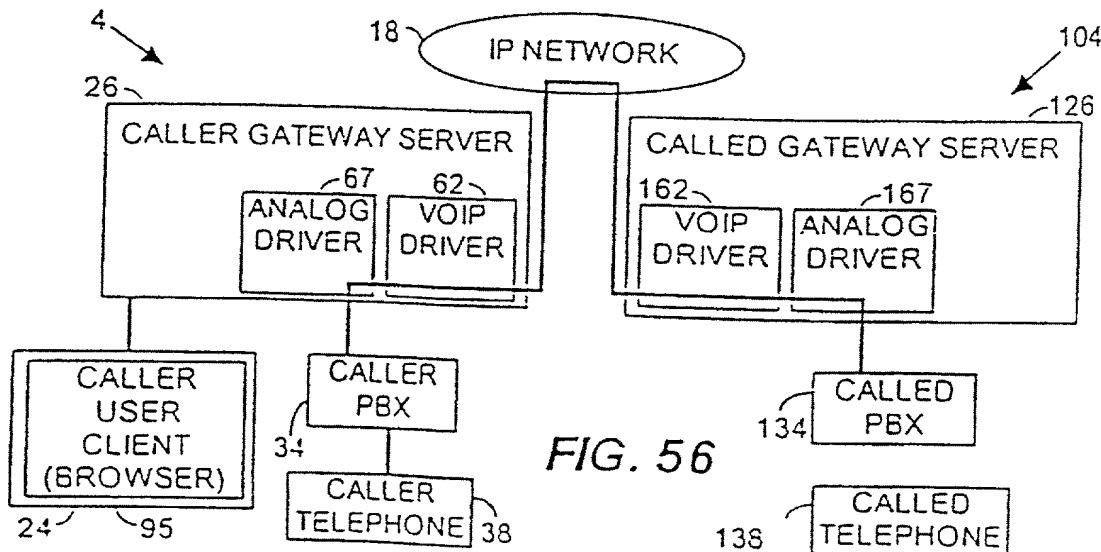 4
18
IP NETWORK
104
26
126
CALLER GATEWAY SERVER
CALLED GATEWAY SERVER
67
62
162
167
ANALOG
DRIVER
VOIP
DRIVER
VOIP
DRIVER
ANALOG
DRIVER
CALLER
USER
CLIENT
(BROWSER)
24
95
CALLER
PBX
34
CALLER
TELEPHONE
38
FIG. 56
CALLED
PBX
134
CALLED
TELEPHONE
138